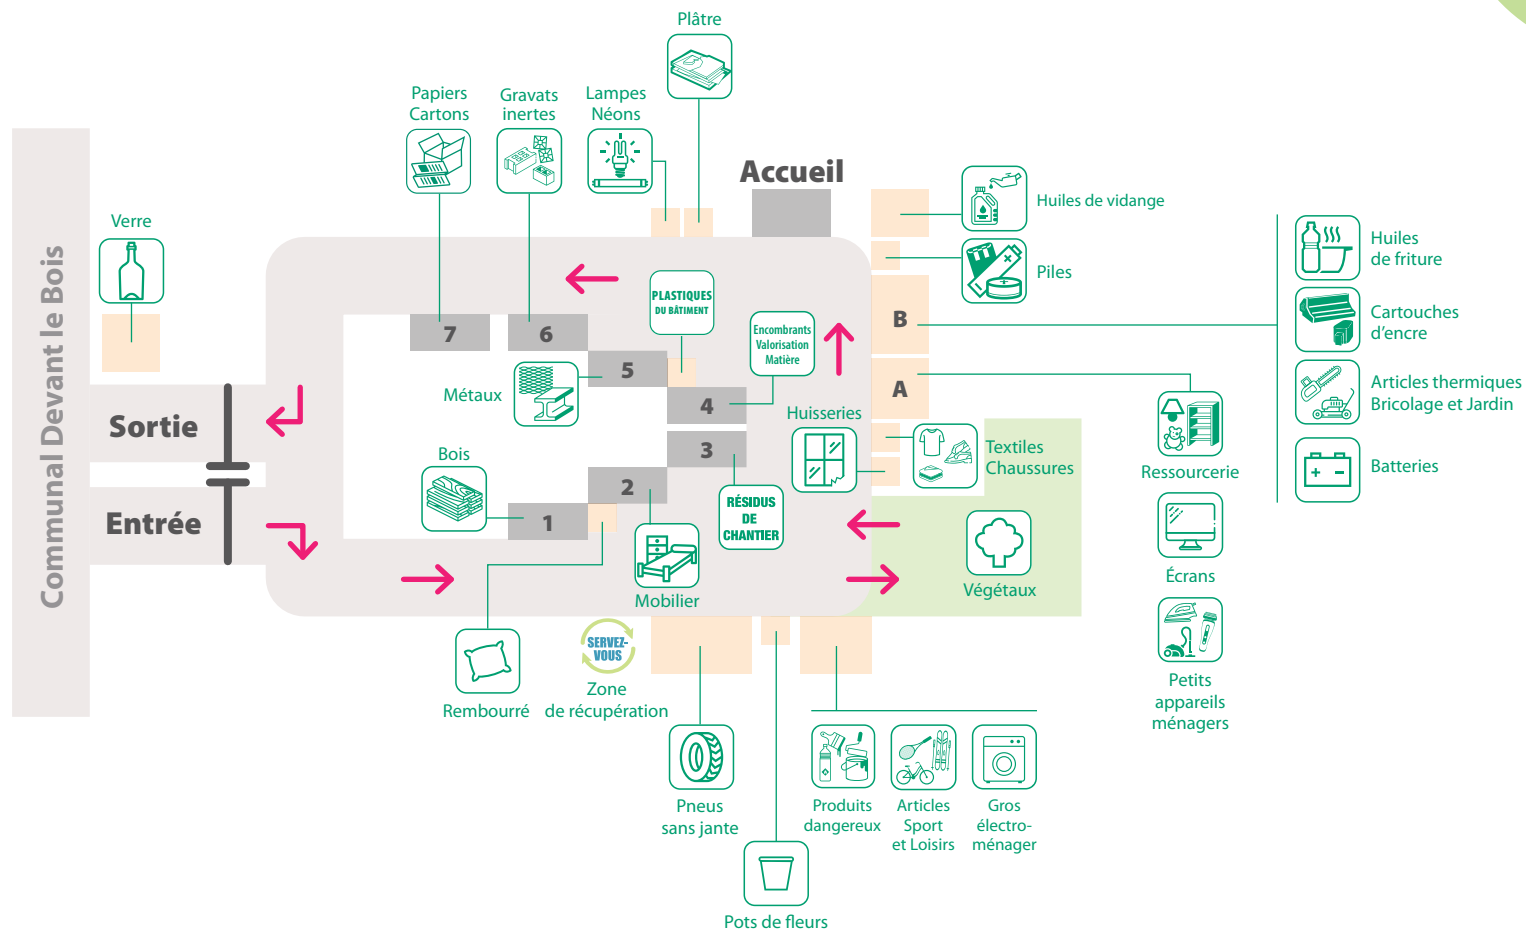 Plâtre
Papiers
Cartons
Gravats
inertes
Lampes
Néons
Accueil
Huiles de vidange
Piles
Verre
Communal Devant le Bois
PLASTIQUES
DU BÂTIMENT
Encombrants
Valorisation
Matière
7
6
5
4
3
2
1
B
A
Métaux
Huisseries
Bois
Sortie
Entrée
RÉSIDUS
DE
CHANTIER
Textiles
Chaussures
Végétaux
Mobilier
Huiles
de friture
Cartouches
d'encre
Articles thermiques
Bricolage et Jardin
Batteries
Ressourcerie
Écrans
Petits
appareils
ménagers
Rembourré
SERVEZ-
VOUS
Zone
de récupération
Pneus
sans jante
Produits
dangereux
Articles
Sport
et Loisirs
Gros
électro-
ménager
Pots de fleurs